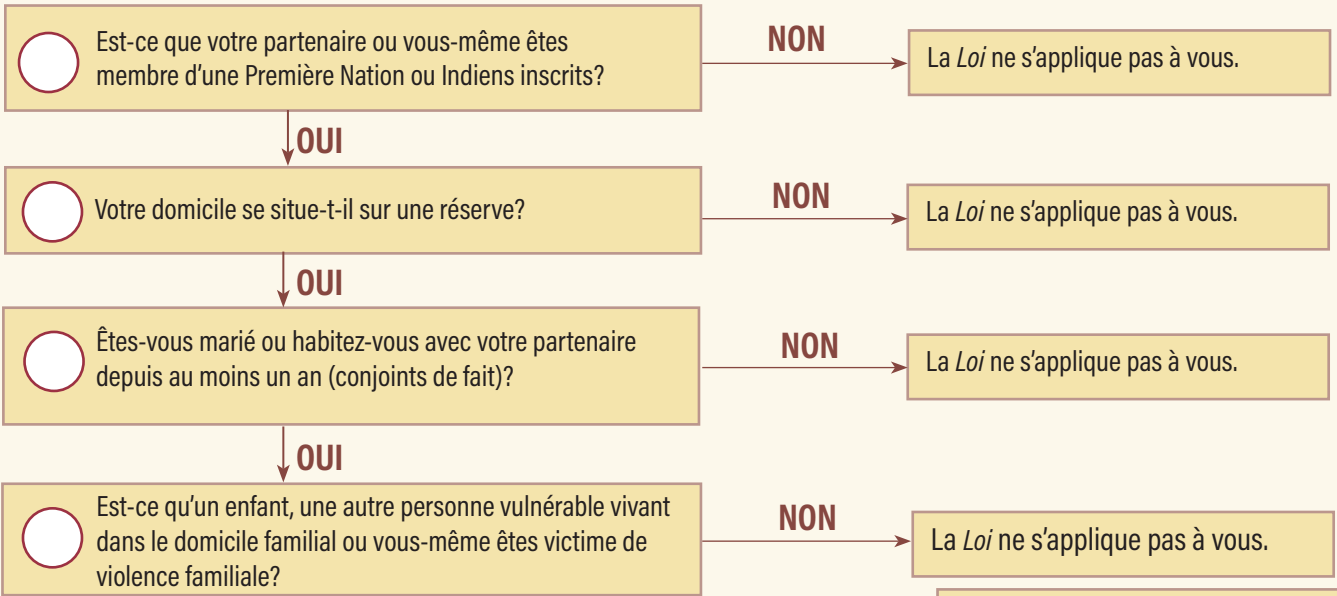 Est-ce que votre partenaire ou vous-même êtes
membre d'une Première Nation ou Indiens inscrits?
NON
La Loi ne s'applique pas à vous.
OUI
Votre domicile se situe-t-il sur une réserve?
NON
La Loi ne s'applique pas à vous.
OUI
Êtes-vous marié ou habitez-vous avec votre partenaire
depuis au moins un an (conjoints de fait)?
NON
La Loi ne s'applique pas à vous.
OUI
Est-ce qu'un enfant, une autre personne vulnérable vivant
dans le domicile familial ou vous-même êtes victime de
violence familiale?
NON
La Loi ne s'applique pas à vous.